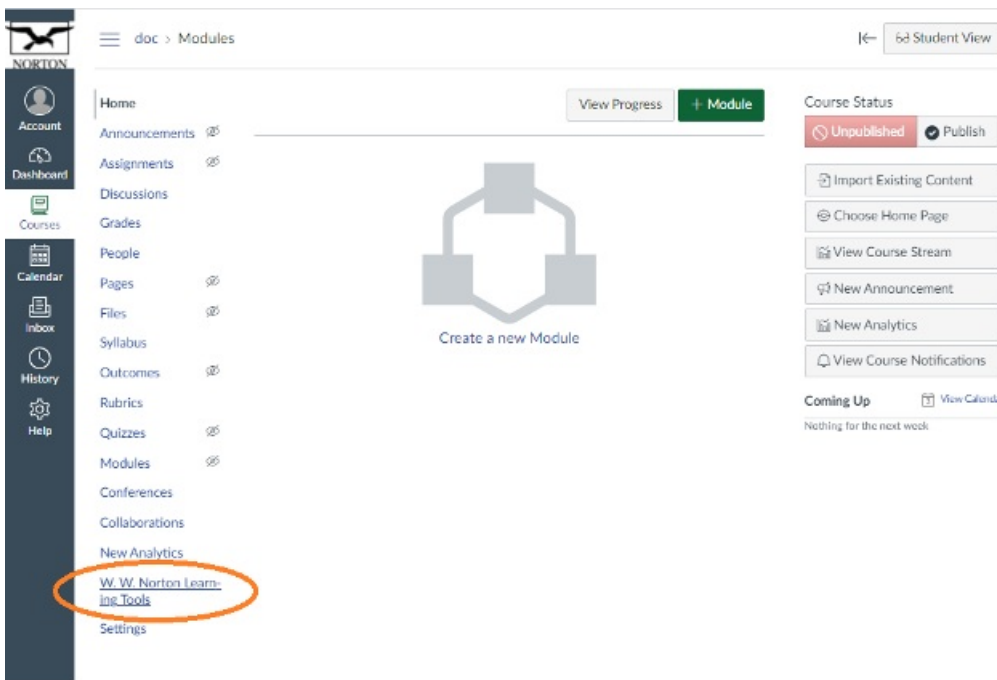 NORTON
Account
Dashboard
Courses
Calendar
Inbox
History
Help
doc > Modules
Student View
Home
Announcements
Assignments
Discussions
Grades
People
Pages
Files
Syllabus
Outcomes
Rubrics
Quizzes
Modules
Conferences
Collaborations
New Analytics
W. W. Norton Learn-
ing Tools
Settings
View Progress
+ Module
Create a new Module
Course Status
Unpublished
Publish
Import Existing Content
Choose Home Page
View Course Stream
New Announcement
New Analytics
View Course Notifications
Coming Up
View Calend
Nothing for the next week